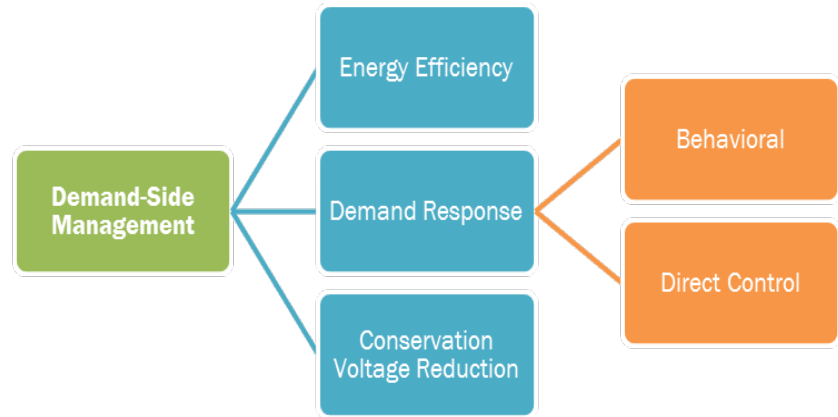 Energy Efficiency
Behavioral
Demand-Side
Management
Demand Response
Direct Control
Conservation
Voltage Reduction